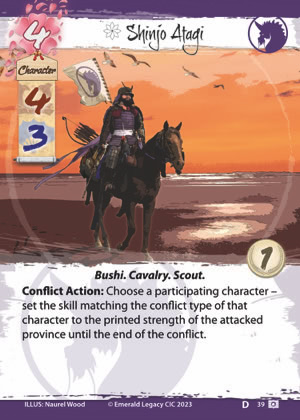 4
Shinjo Atagi
Character
4
3
1
Bushi. Cavalry. Scout.
Conflict Action: Choose a participating character –
set the skill matching the conflict type of that
character to the printed strength of the attacked
province until the end of the conflict.
ILLUS: Naurel Wood © Emerald Legacy CIC 2023 D 39